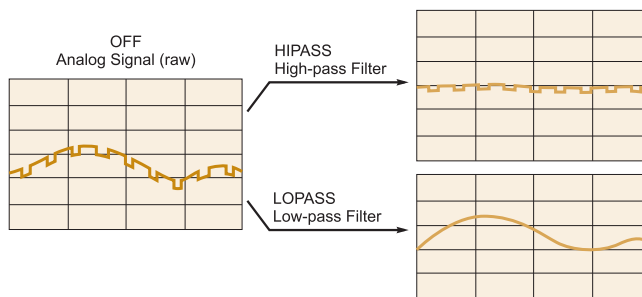 OFF
Analog Signal (raw)
HIPASS
High-pass Filter
LOPASS
Low-pass Filter